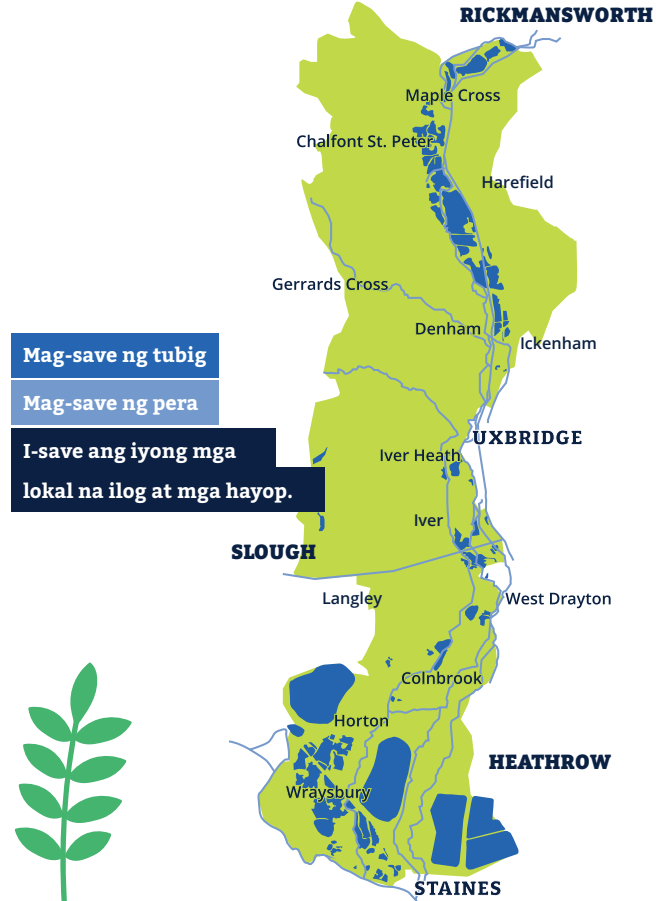 RICKMANSWORTH
Maple Cross
Chalfont St. Peter
Harefield
Gerrards Cross
Denham
Ickenham
Mag-save ng tubig
Mag-save ng pera
I-save ang iyong mga
lokal na ilog at mga hayop.
UXBRIDGE
Iver Heath
Iver
SLOUGH
Langley
West Drayton
Colnbrook
Horton
HEATHROW
Wraysbury
STAINES